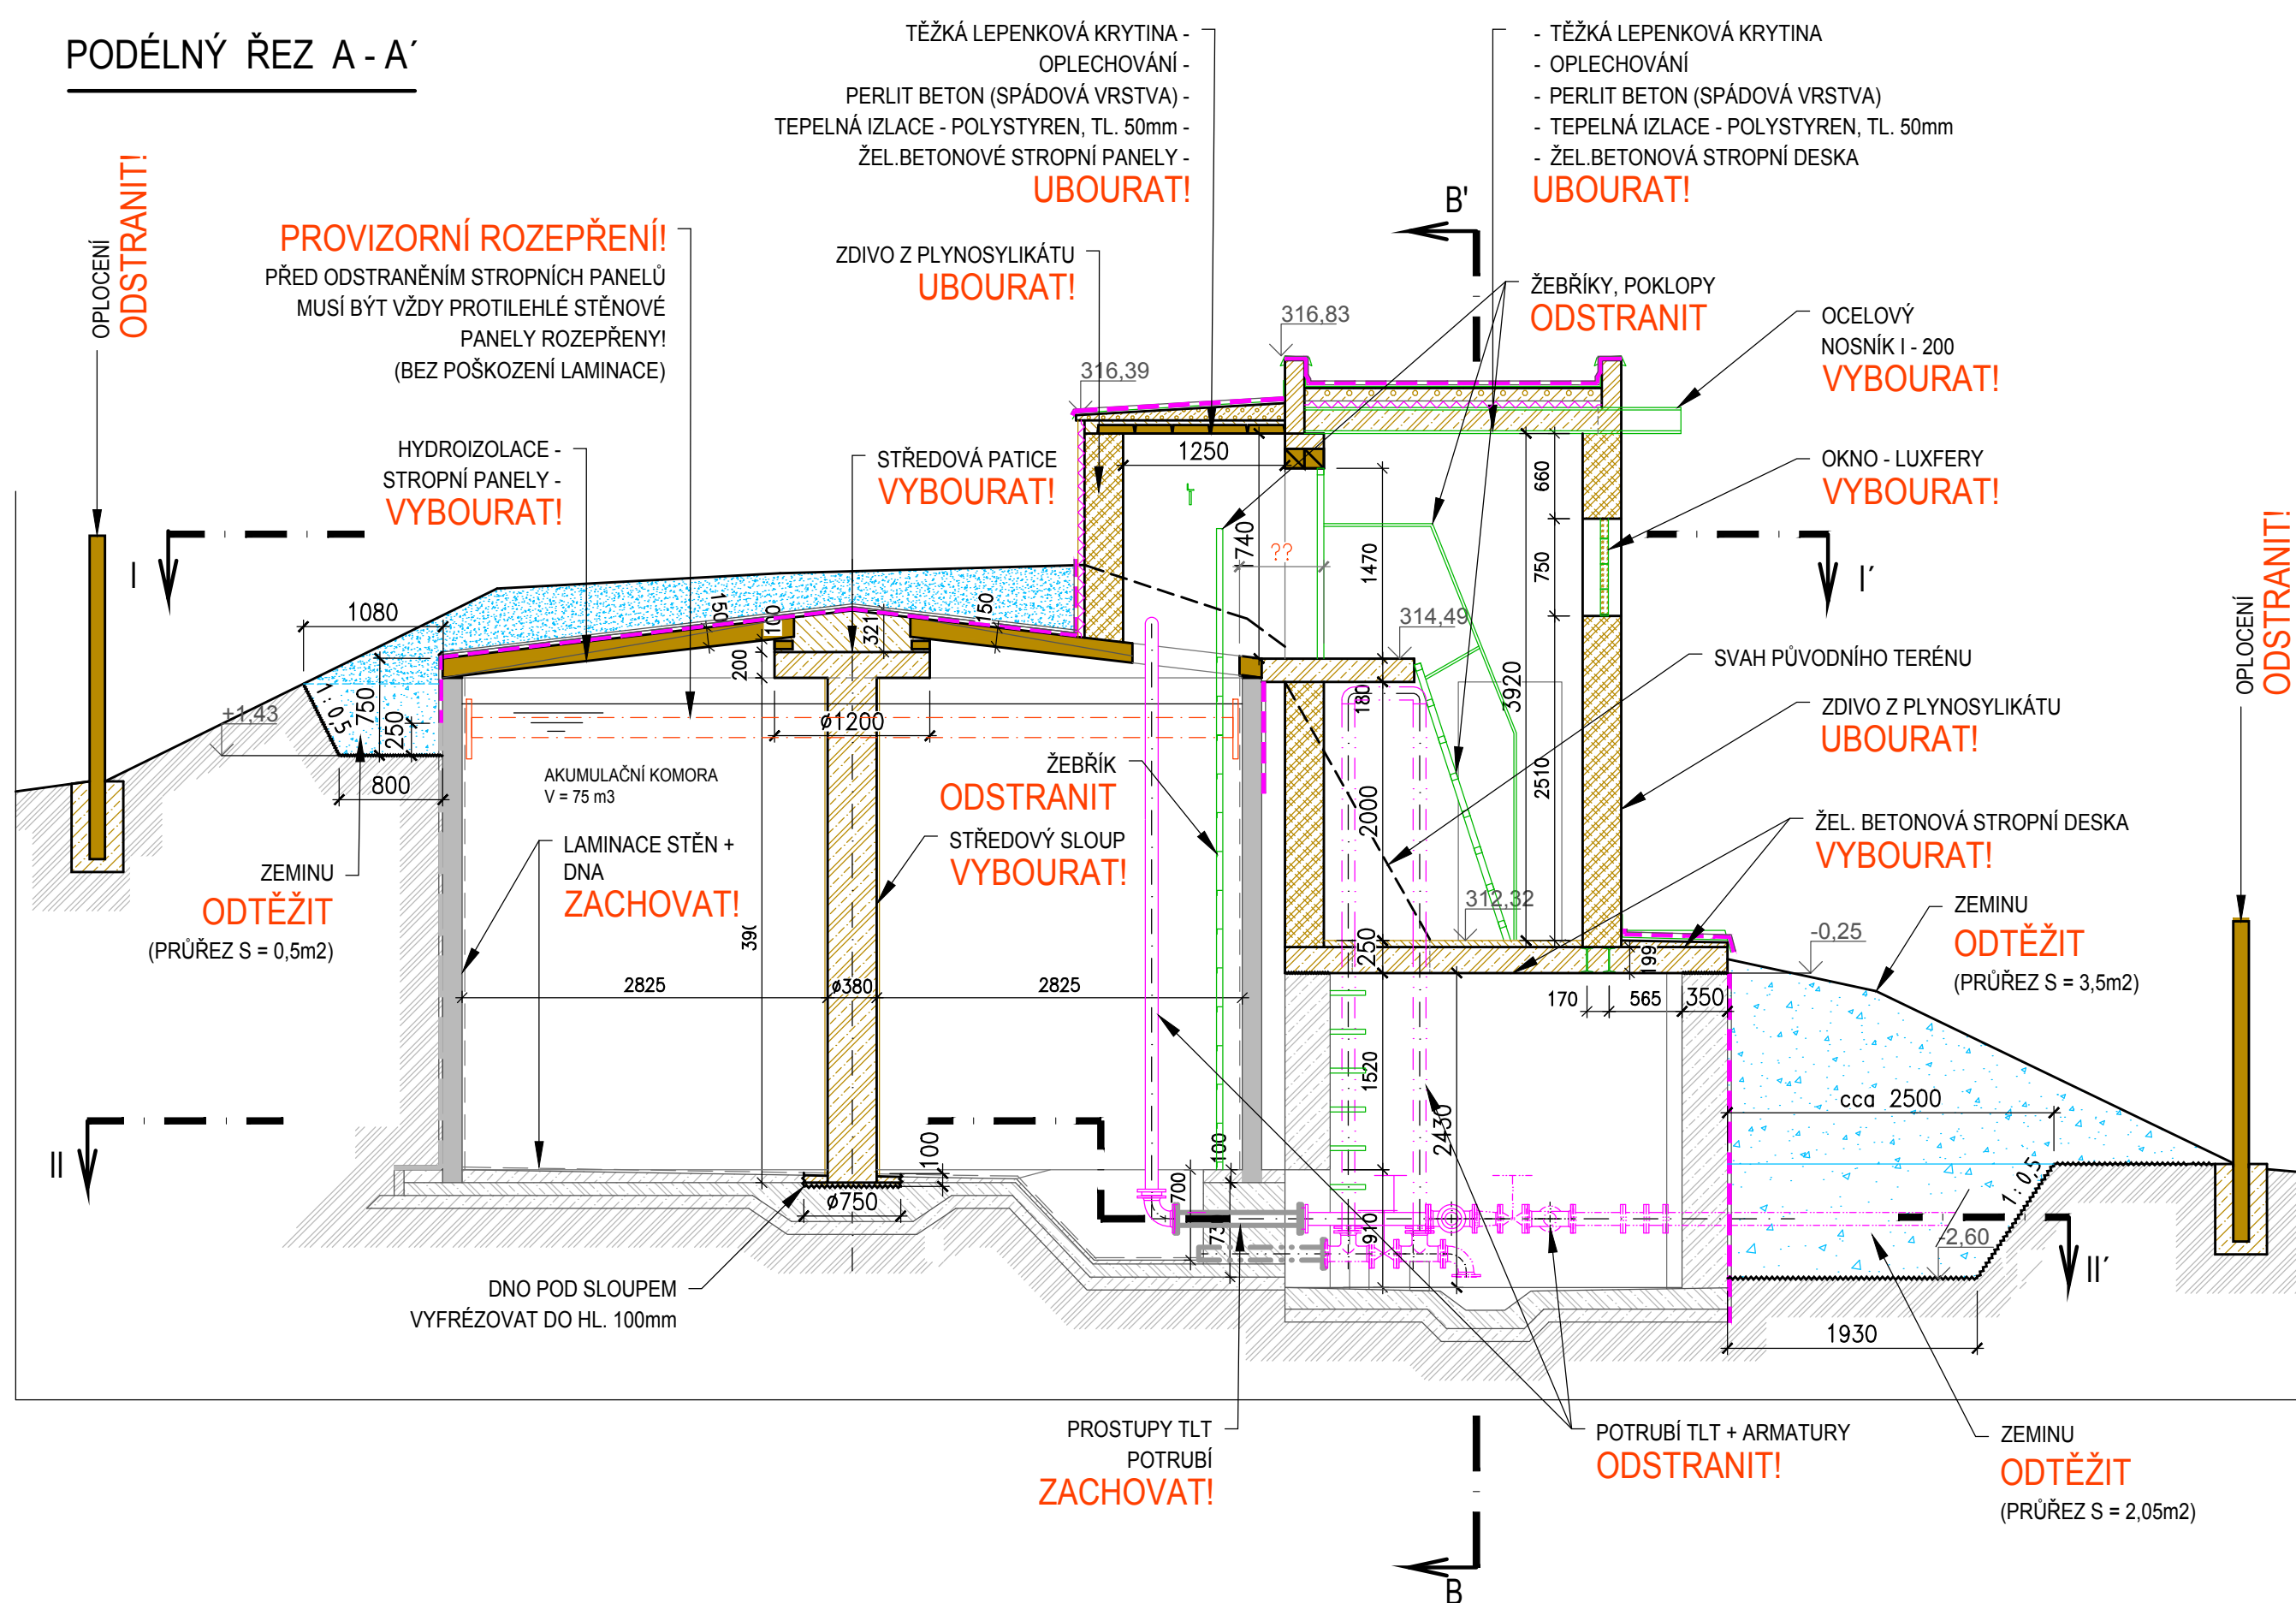 PODÉLNÝ ŘEZ A - A´
TĚŽKÁ LEPENKOVÁ KRYTINA -
OPLECHOVÁNÍ -
PERLIT BETON (SPÁDOVÁ VRSTVA) -
TEPELNÁ IZLACE - POLYSTYREN, TL. 50mm -
ŽEL.BETONOVÉ STROPNÍ PANELY -
UBOURAT!
- TĚŽKÁ LEPENKOVÁ KRYTINA
- OPLECHOVÁNÍ
- PERLIT BETON (SPÁDOVÁ VRSTVA)
- TEPELNÁ IZLACE - POLYSTYREN, TL. 50mm
- ŽEL.BETONOVÁ STROPNÍ DESKA
UBOURAT!
B'
OPLOCENÍ
ODSTRANIT!
PROVIZORNÍ ROZEPŘENÍ!
PŘED ODSTRANĚNÍM STROPNÍCH PANELŮ
MUSÍ BÝT VŽDY PROTILEHLÉ STĚNOVÉ
PANELY ROZEPŘENY!
(BEZ POŠKOZENÍ LAMINACE)
ZDIVO Z PLYNOSYLIKÁTU
UBOURAT!
ŽEBŘÍKY, POKLOPY
ODSTRANIT
OCELOVÝ
NOSNÍK I - 200
VYBOURAT!
316,83
316,39
HYDROIZOLACE -
STROPNÍ PANELY -
VYBOURAT!
STŘEDOVÁ PATICE
VYBOURAT!
1250
660
OKNO - LUXFERY
VYBOURAT!
I
1740
??
1470
750
I´
OPLOCENÍ
ODSTRANIT!
1080
150
100
321
150
200
314,49
SVAH PŮVODNÍHO TERÉNU
+1,43
1:0,5
750
250
800
ø1200
180
3920
ZDIVO Z PLYNOSYLIKÁTU
UBOURAT!
AKUMULAČNÍ KOMORA
V = 75 m3
ŽEBŘÍK
ODSTRANIT
2000
2510
LAMINACE STĚN +
DNA
ZACHOVAT!
STŘEDOVÝ SLOUP
VYBOURAT!
ŽEL. BETONOVÁ STROPNÍ DESKA
VYBOURAT!
ZEMINU
ODTĚŽIT
(PRŮŘEZ S = 0,5m2)
312,32
ZEMINU
ODTĚŽIT
(PRŮŘEZ S = 3,5m2)
-0,25
250
199
2825
ø380
2825
170
565
350
1520
2430
cca 2500
II
100
100
700
ø750
910
1:0,5
-2,60
II´
DNO POD SLOUPEM
VYFRÉZOVAT DO HL. 100mm
1930
PROSTUPY TLT
POTRUBÍ
ZACHOVAT!
POTRUBÍ TLT + ARMATURY
ODSTRANIT!
ZEMINU
ODTĚŽIT
(PRŮŘEZ S = 2,05m2)
B